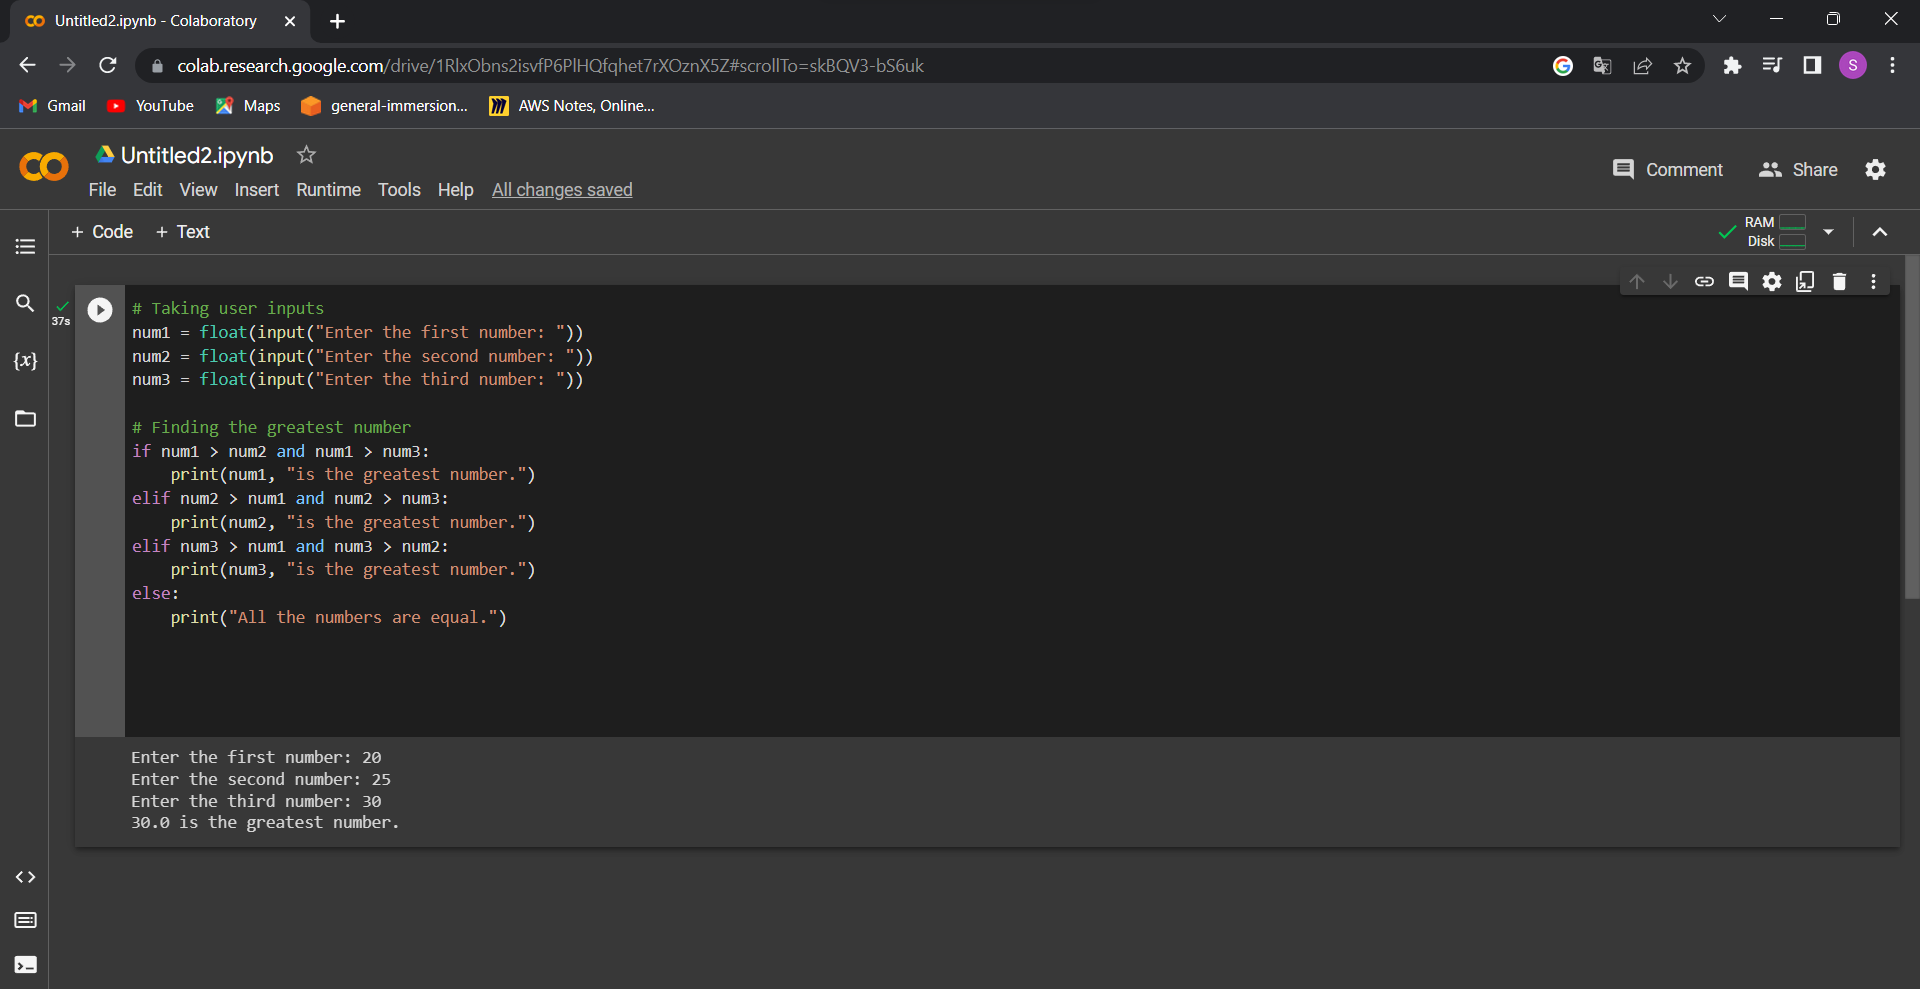 Untitled2.ipynb - Colaboratory
colab.research.google.com/drive/1RlxObns2isvfP6PlHQfqhet7rXOznX5Z#scrollTo=skBQV3-bS6uk
S
Gmail YouTube Maps general-immersion... AWS Notes, Online...
Untitled2.ipynb
Comment Share
File Edit View Insert Runtime Tools Help All changes saved
+ Code + Text
RAM
Disk
37s
{x}
# Taking user inputs
num1 = float(input("Enter the first number: "))
num2 = float(input("Enter the second number: "))
num3 = float(input("Enter the third number: "))
# Finding the greatest number
if num1 > num2 and num1 > num3:
    print(num1, "is the greatest number.")
elif num2 > num1 and num2 > num3:
    print(num2, "is the greatest number.")
elif num3 > num1 and num3 > num2:
    print(num3, "is the greatest number.")
else:
    print("All the numbers are equal.")
Enter the first number: 20
Enter the second number: 25
Enter the third number: 30
30.0 is the greatest number.